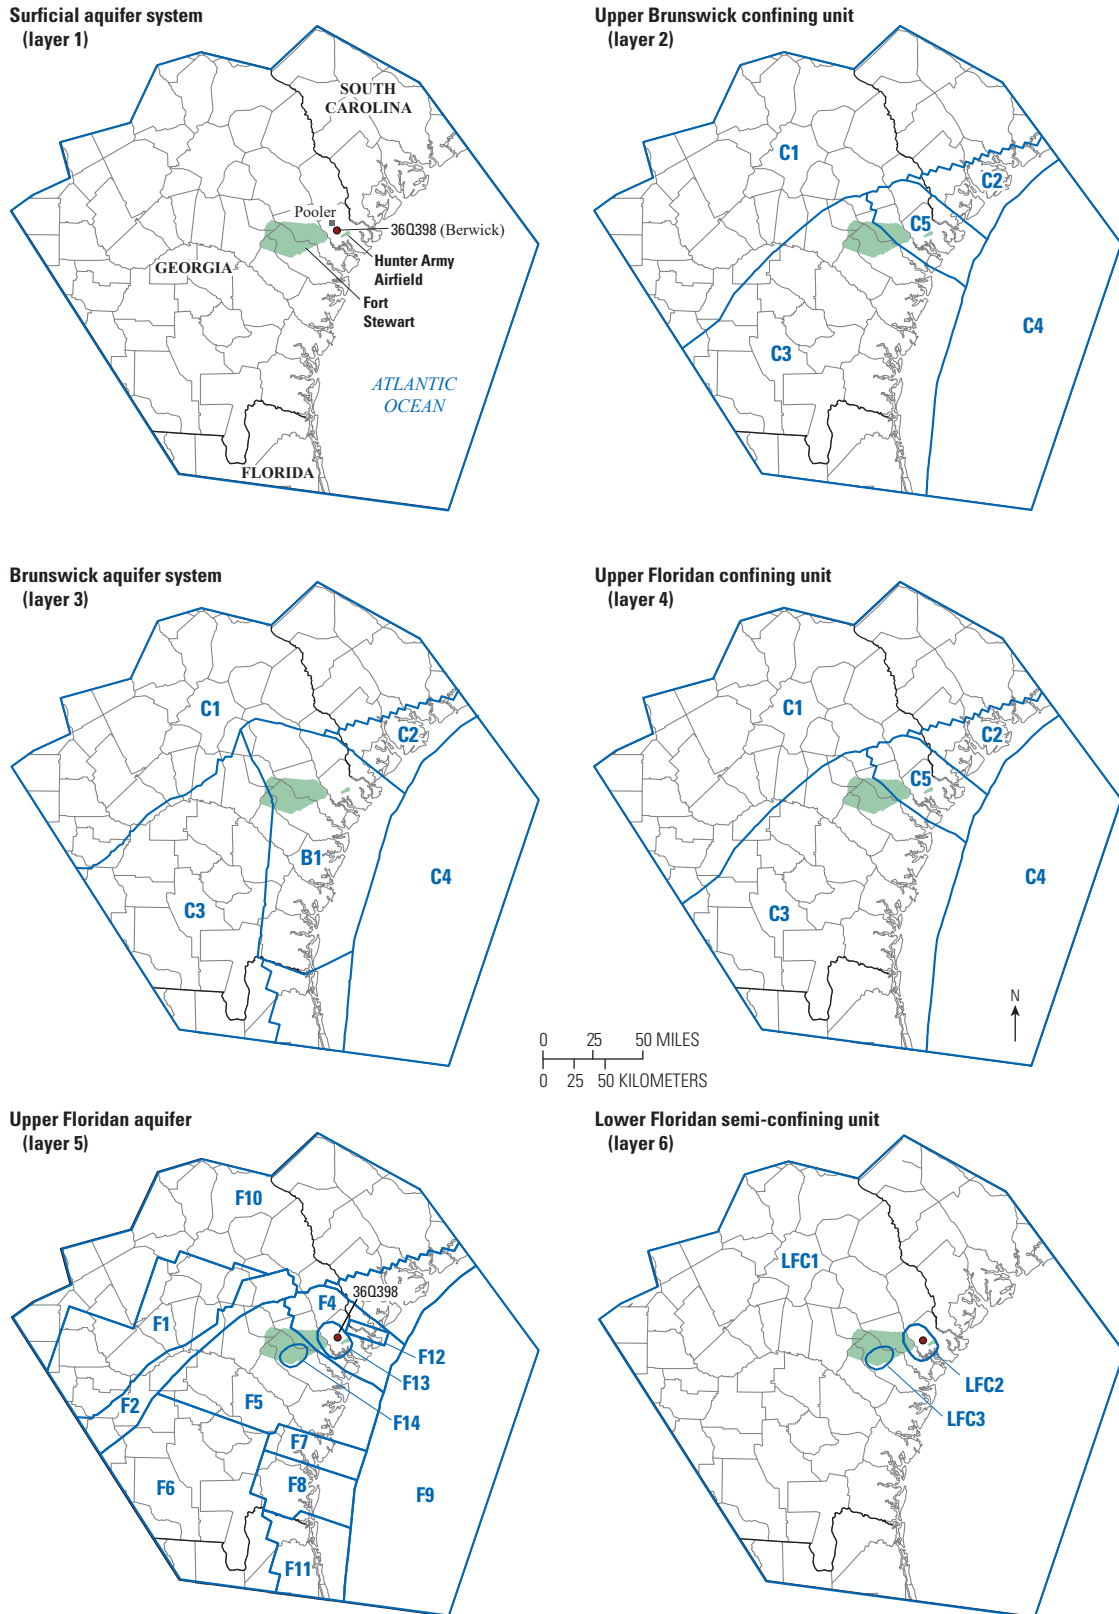 Surficial aquifer system
(layer 1)
SOUTH
CAROLINA
Pooler
36Q398 (Berwick)
Hunter Army
Airfield
GEORGIA
Fort
Stewart
ATLANTIC
OCEAN
FLORIDA
Upper Brunswick confining unit
(layer 2)
C1
C2
C5
C4
C3
Brunswick aquifer system
(layer 3)
C1
C2
B1
C4
C3
Upper Floridan confining unit
(layer 4)
C1
C2
C5
C4
C3
N
0 25 50 MILES
0 25 50 KILOMETERS
Upper Floridan aquifer
(layer 5)
F10
36Q398
F4
F1
F12
F13
F2
F5
F14
F7
F6
F8
F9
F11
Lower Floridan semi-confining unit
(layer 6)
LFC1
LFC2
LFC3